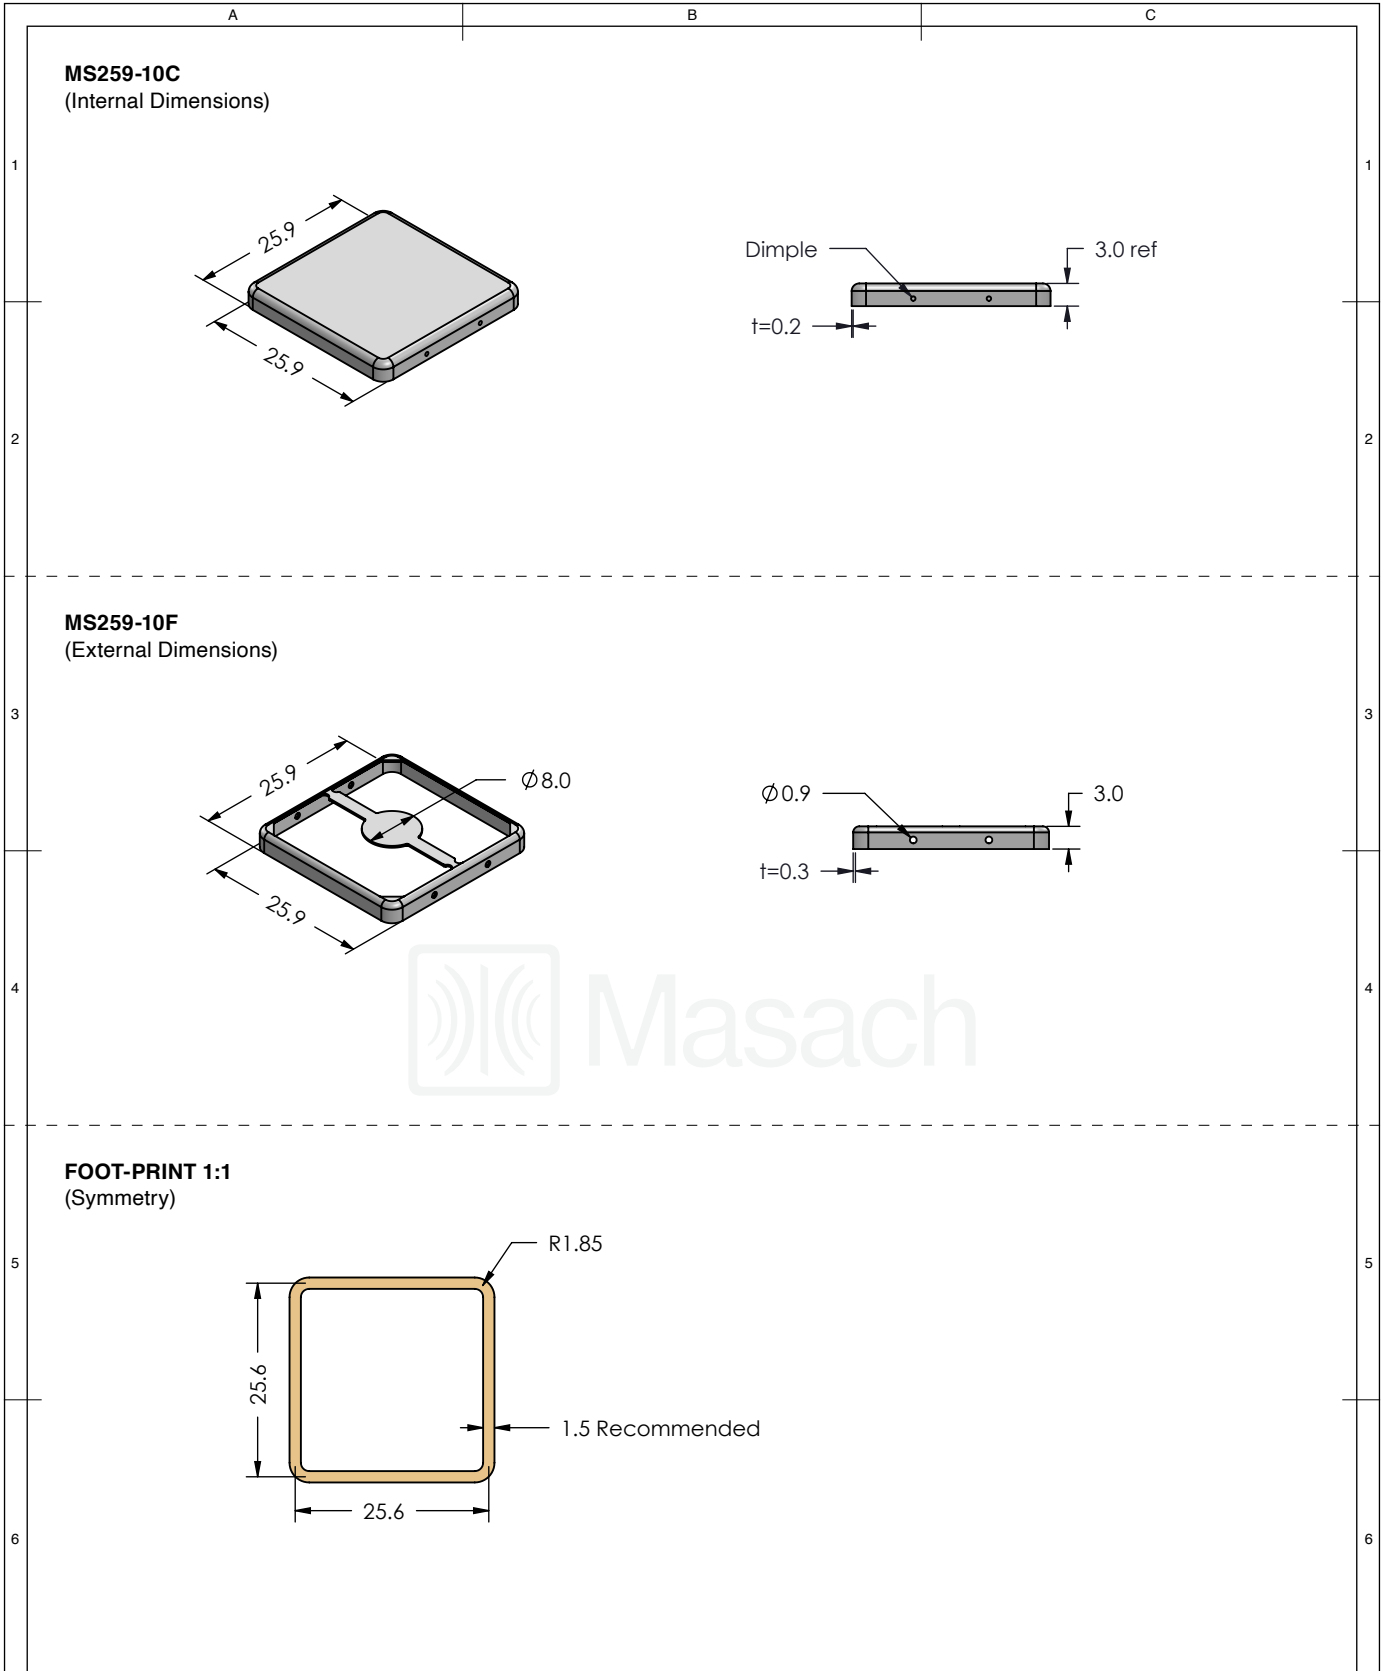 A B C
MS259-10C
(Internal Dimensions)
1 1
25.9
25.9
Dimple
3.0 ref
t=0.2
2 2
MS259-10F
(External Dimensions)
3 3
25.9
25.9
Ø8.0
Ø0.9
3.0
t=0.3
4 4
Masach
FOOT-PRINT 1:1
(Symmetry)
5 5
R1.85
25.6
1.5 Recommended
25.6
6 6